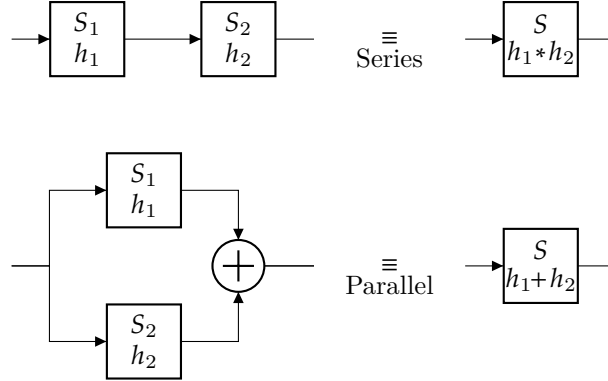 S₁
h₁
S₂
h₂
≡
Series
S
h₁*h₂
S₁
h₁
+
≡
Parallel
S
h₁+h₂
S₂
h₂